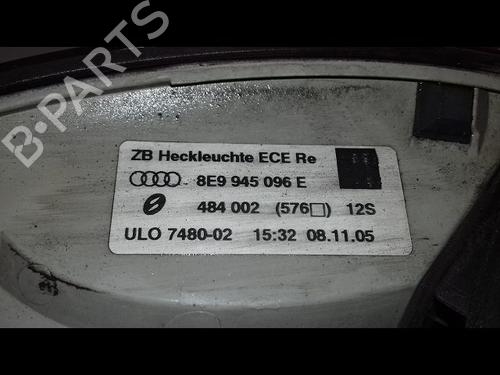 B-PARTS
ZB Heckleuchte ECE Re
8E9 945 096 E
484 002 (576□) 12S
ULO 7480-02 15:32 08.11.05